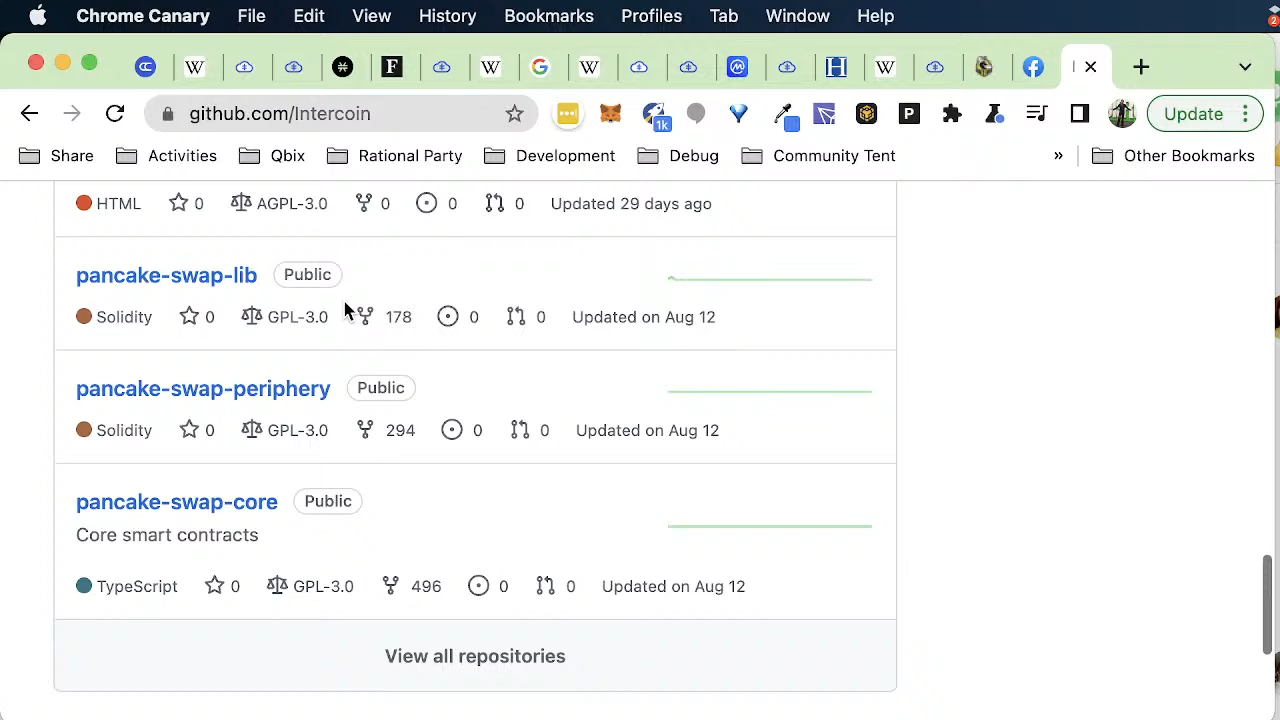 Chrome Canary File Edit View History Bookmarks Profiles Tab Window Help
2
github.com/Intercoin
1k
P
Update
Share Activities Qbix Rational Party Development Debug Community Tent » Other Bookmarks
HTML 0 AGPL-3.0 0 0 0 Updated 29 days ago
pancake-swap-lib Public
Solidity 0 GPL-3.0 178 0 0 Updated on Aug 12
pancake-swap-periphery Public
Solidity 0 GPL-3.0 294 0 0 Updated on Aug 12
pancake-swap-core Public
Core smart contracts
TypeScript 0 GPL-3.0 496 0 0 Updated on Aug 12
View all repositories